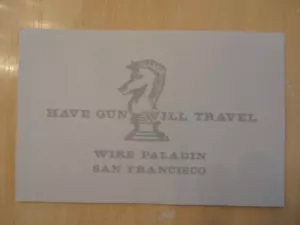 HAVE GUN WILL TRAVEL
WIRE PALADIN
SAN FRANCISCO